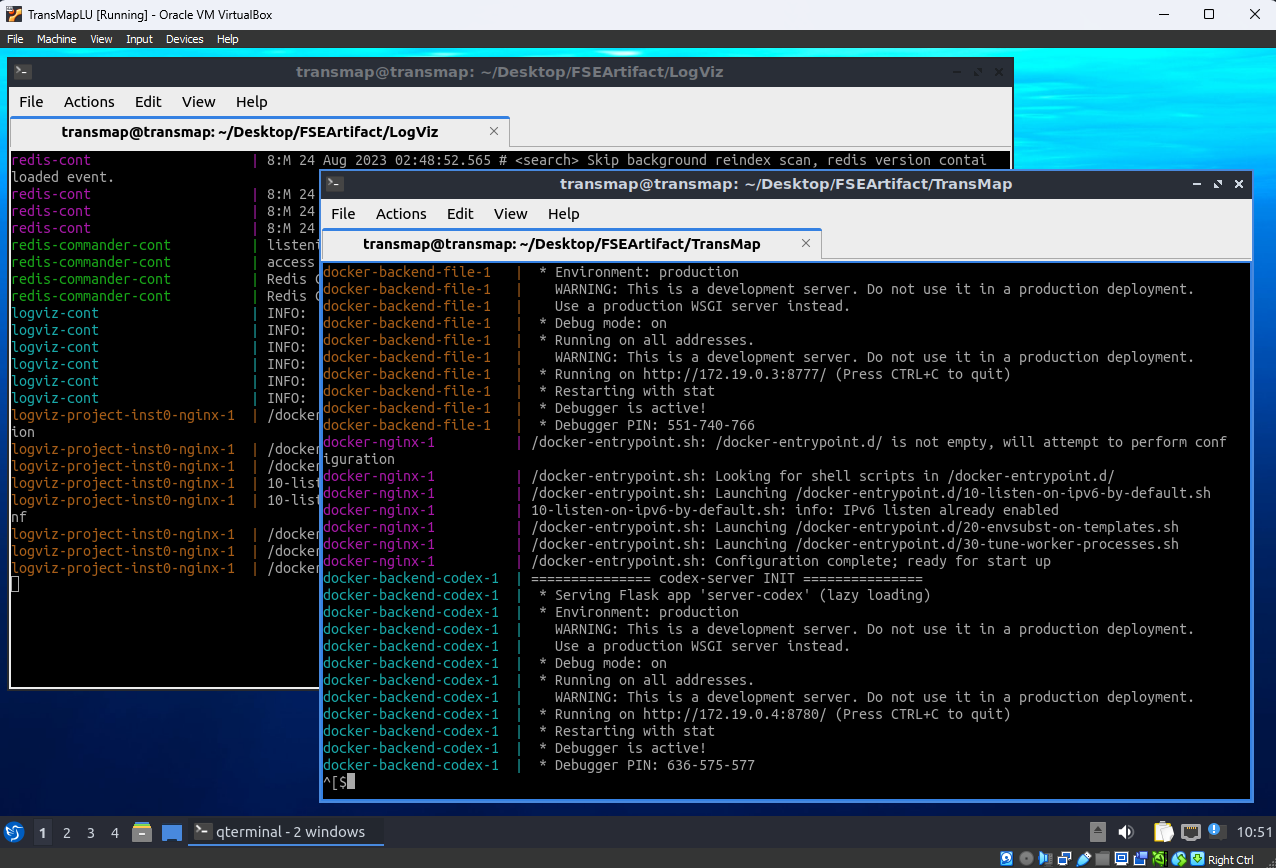 TransMapLU [Running] - Oracle VM VirtualBox
File Machine View Input Devices Help
transmap@transmap: ~/Desktop/FSEArtifact/LogViz
File Actions Edit View Help
transmap@transmap: ~/Desktop/FSEArtifact/LogViz
redis-cont | 8:M 24 Aug 2023 02:48:52.565 # <search> Skip background reindex scan, redis version contai
loaded event.
redis-cont | 8:M 24
redis-cont | 8:M 24
redis-cont | 8:M 24
redis-commander-cont | listeni
redis-commander-cont | access
redis-commander-cont | Redis C
redis-commander-cont | Redis C
logviz-cont | INFO:
logviz-cont | INFO:
logviz-cont | INFO:
logviz-cont | INFO:
logviz-cont | INFO:
logviz-cont | INFO:
logviz-project-inst0-nginx-1 | /docker
ion
logviz-project-inst0-nginx-1 | /docker
logviz-project-inst0-nginx-1 | /docker
logviz-project-inst0-nginx-1 | 10-list
logviz-project-inst0-nginx-1 | 10-list
nf
logviz-project-inst0-nginx-1 | /docker
logviz-project-inst0-nginx-1 | /docker
logviz-project-inst0-nginx-1 | /docker
transmap@transmap: ~/Desktop/FSEArtifact/TransMap
File Actions Edit View Help
transmap@transmap: ~/Desktop/FSEArtifact/TransMap
docker-backend-file-1 | * Environment: production
docker-backend-file-1 | WARNING: This is a development server. Do not use it in a production deployment.
docker-backend-file-1 | Use a production WSGI server instead.
docker-backend-file-1 | * Debug mode: on
docker-backend-file-1 | * Running on all addresses.
docker-backend-file-1 | WARNING: This is a development server. Do not use it in a production deployment.
docker-backend-file-1 | * Running on http://172.19.0.3:8777/ (Press CTRL+C to quit)
docker-backend-file-1 | * Restarting with stat
docker-backend-file-1 | * Debugger is active!
docker-backend-file-1 | * Debugger PIN: 551-740-766
docker-nginx-1 | /docker-entrypoint.sh: /docker-entrypoint.d/ is not empty, will attempt to perform conf
iguration
docker-nginx-1 | /docker-entrypoint.sh: Looking for shell scripts in /docker-entrypoint.d/
docker-nginx-1 | /docker-entrypoint.sh: Launching /docker-entrypoint.d/10-listen-on-ipv6-by-default.sh
docker-nginx-1 | 10-listen-on-ipv6-by-default.sh: info: IPv6 listen already enabled
docker-nginx-1 | /docker-entrypoint.sh: Launching /docker-entrypoint.d/20-envsubst-on-templates.sh
docker-nginx-1 | /docker-entrypoint.sh: Launching /docker-entrypoint.d/30-tune-worker-processes.sh
docker-nginx-1 | /docker-entrypoint.sh: Configuration complete; ready for start up
docker-backend-codex-1 | =============== codex-server INIT ===============
docker-backend-codex-1 | * Serving Flask app 'server-codex' (lazy loading)
docker-backend-codex-1 | * Environment: production
docker-backend-codex-1 | WARNING: This is a development server. Do not use it in a production deployment.
docker-backend-codex-1 | Use a production WSGI server instead.
docker-backend-codex-1 | * Debug mode: on
docker-backend-codex-1 | * Running on all addresses.
docker-backend-codex-1 | WARNING: This is a development server. Do not use it in a production deployment.
docker-backend-codex-1 | * Running on http://172.19.0.4:8780/ (Press CTRL+C to quit)
docker-backend-codex-1 | * Restarting with stat
docker-backend-codex-1 | * Debugger is active!
docker-backend-codex-1 | * Debugger PIN: 636-575-577
^[$
1 2 3 4 qterminal - 2 windows 10:51
Right Ctrl